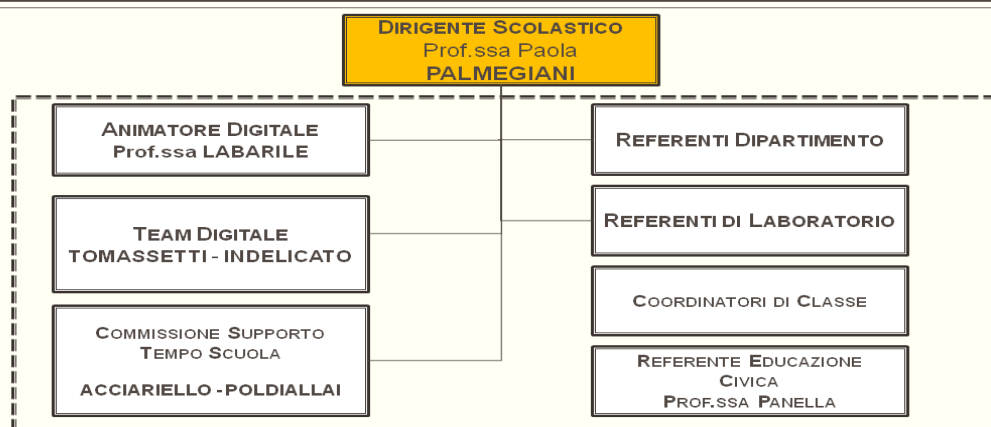 DIRIGENTE SCOLASTICO
Prof.ssa Paola
PALMEGIANI
ANIMATORE DIGITALE
Prof.ssa LABARILE
TEAM DIGITALE
TOMASSETTI - INDELICATO
COMMISSIONE SUPPORTO
TEMPO SCUOLA
ACCIARIELLO - POLDIALLAI
REFERENTI DIPARTIMENTO
REFERENTI DI LABORATORIO
COORDINATORI DI CLASSE
REFERENTE EDUCAZIONE
CIVICA
PROF.SSA PANELLA